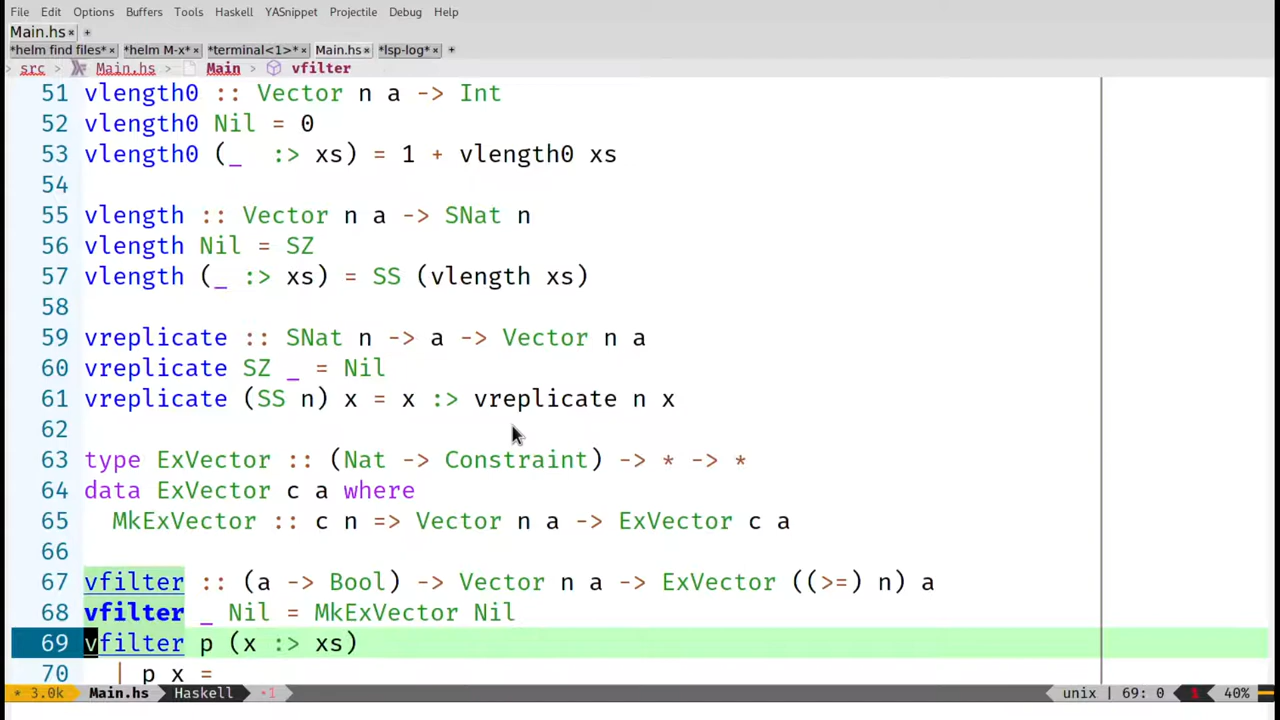 File Edit Options Buffers Tools Haskell YASnippet Projectile Debug Help
Main.hs × +
*helm find files* × *helm M-x* × *terminal<1>* × Main.hs × *lsp-log* × +
> src > Main.hs > Main > vfilter
51 vlength0 :: Vector n a -> Int
52 vlength0 Nil = 0
53 vlength0 (_  :> xs) = 1 + vlength0 xs
54
55 vlength :: Vector n a -> SNat n
56 vlength Nil = SZ
57 vlength (_ :> xs) = SS (vlength xs)
58
59 vreplicate :: SNat n -> a -> Vector n a
60 vreplicate SZ _ = Nil
61 vreplicate (SS n) x = x :> vreplicate n x
62
63 type ExVector :: (Nat -> Constraint) -> * -> *
64 data ExVector c a where
65   MkExVector :: c n => Vector n a -> ExVector c a
66
67 vfilter :: (a -> Bool) -> Vector n a -> ExVector ((>=) n) a
68 vfilter _ Nil = MkExVector Nil
69 vfilter p (x :> xs)
70   | p x =
* 3.0k Main.hs Haskell •1 unix | 69: 0 1 40%